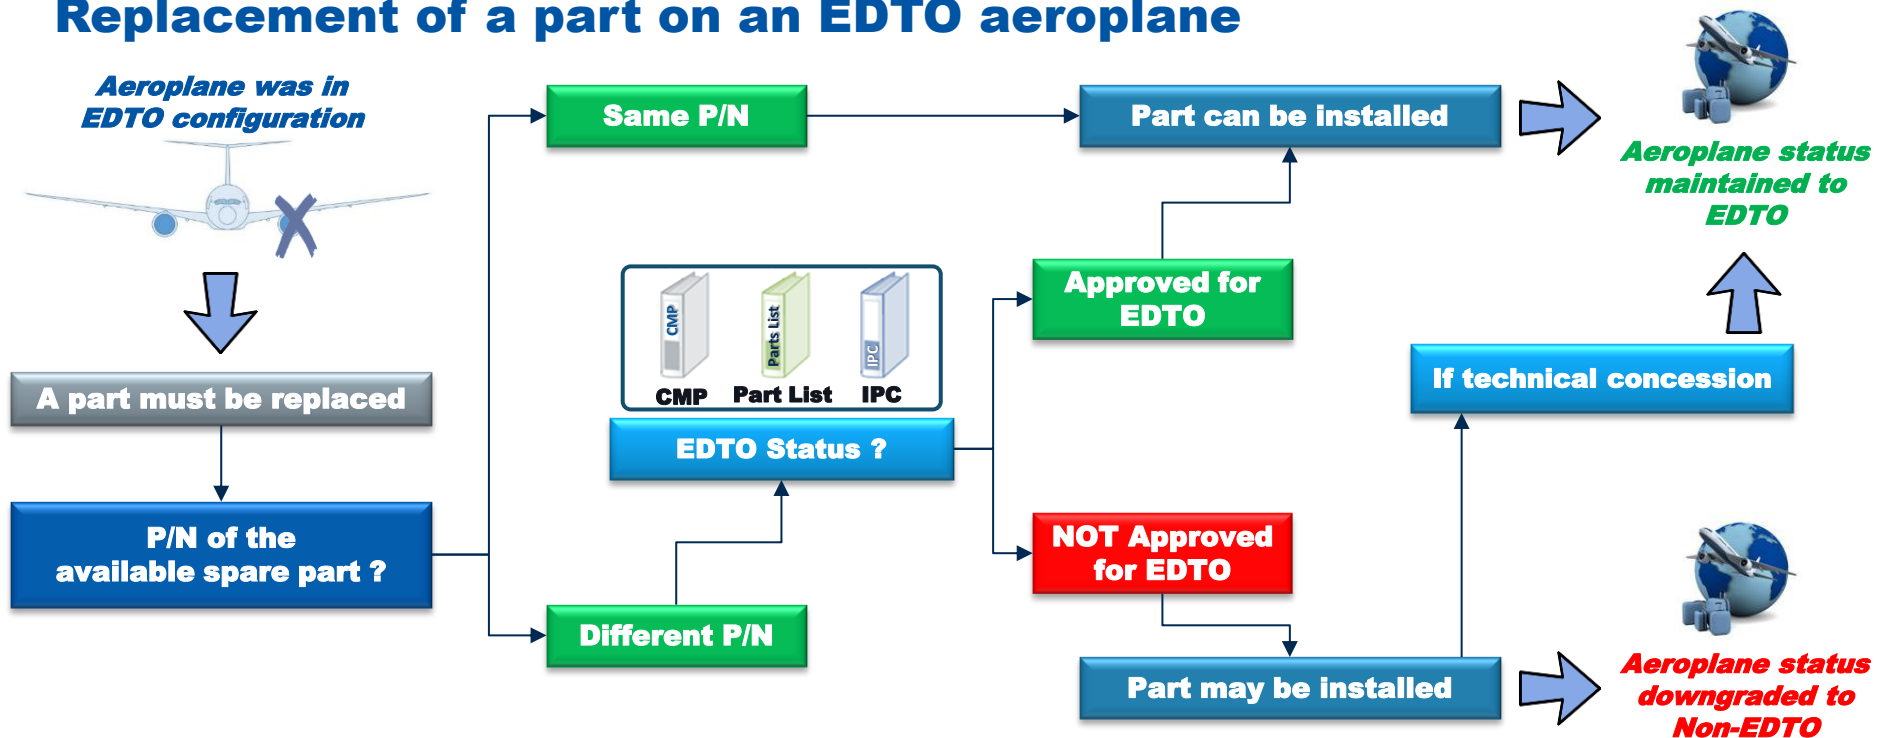 Replacement of a part on an EDTO aeroplane
Aeroplane was in
EDTO configuration
A part must be replaced
P/N of the
available spare part ?
Same P/N
Different P/N
CMP
Parts List
IPC
CMP
Part List
IPC
EDTO Status ?
Approved for
EDTO
NOT Approved
for EDTO
Part can be installed
Part may be installed
If technical concession
Aeroplane status
maintained to
EDTO
Aeroplane status
downgraded to
Non-EDTO